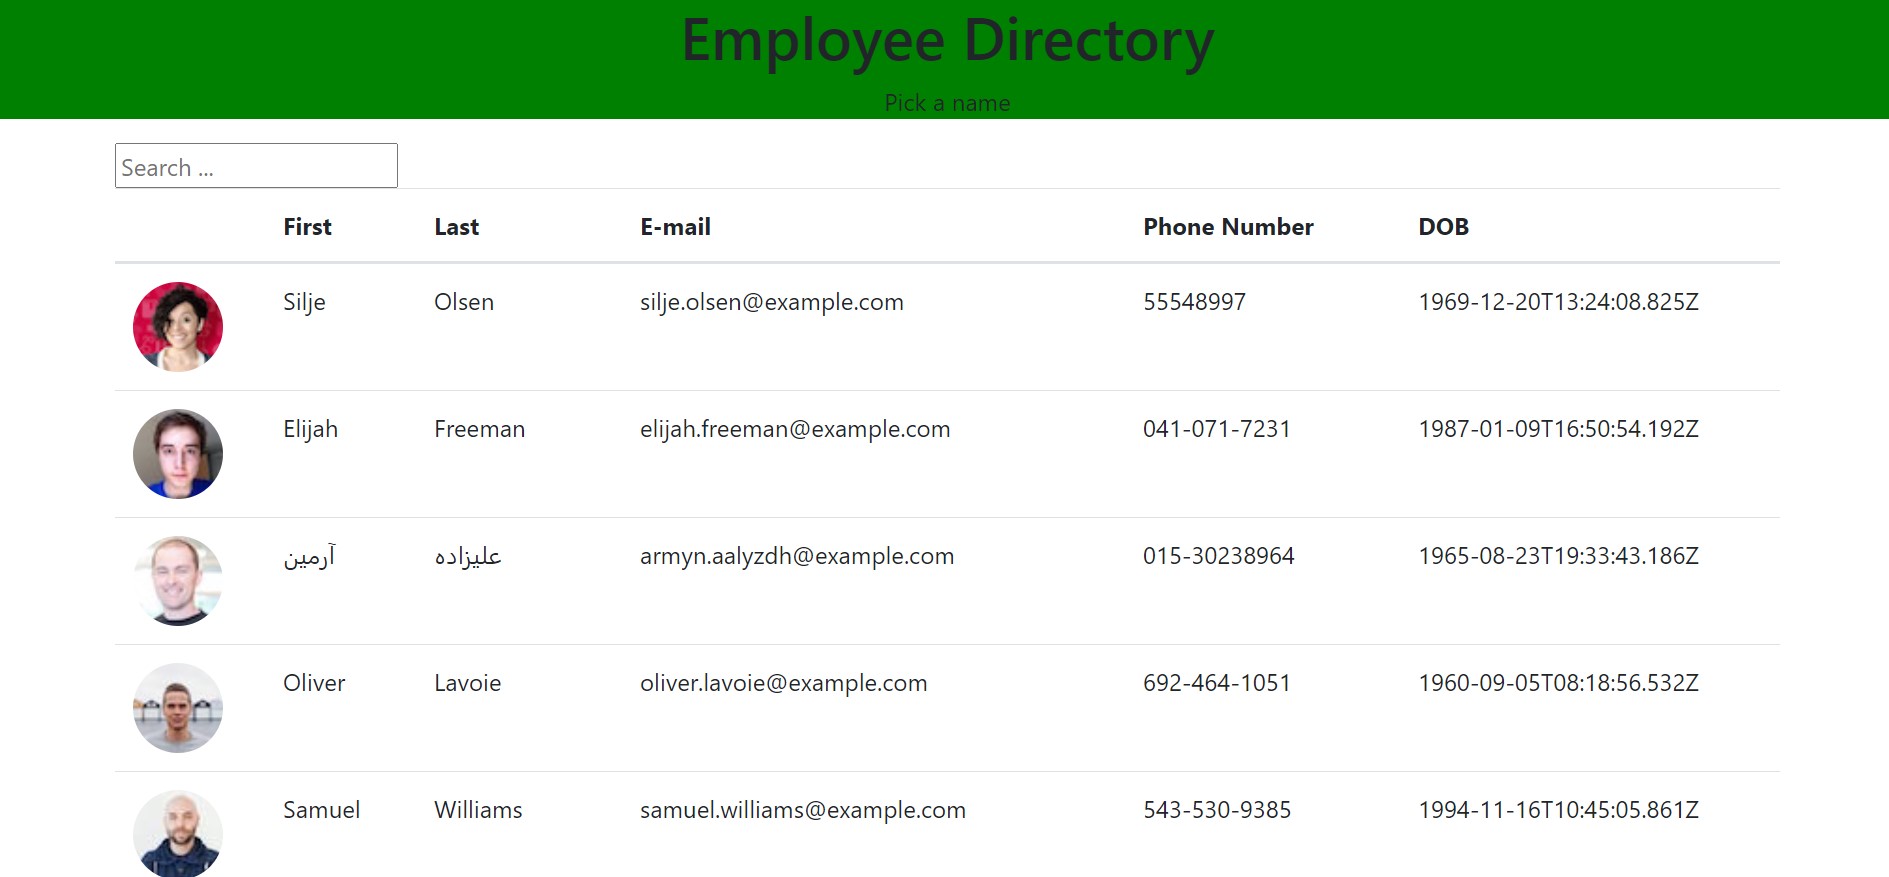 Employee Directory
Pick a name
Search ...
First Last E-mail Phone Number DOB
Silje Olsen silje.olsen@example.com 55548997 1969-12-20T13:24:08.825Z
Elijah Freeman elijah.freeman@example.com 041-071-7231 1987-01-09T16:50:54.192Z
آرمین علیزاده armyn.aalyzdh@example.com 015-30238964 1965-08-23T19:33:43.186Z
Oliver Lavoie oliver.lavoie@example.com 692-464-1051 1960-09-05T08:18:56.532Z
Samuel Williams samuel.williams@example.com 543-530-9385 1994-11-16T10:45:05.861Z